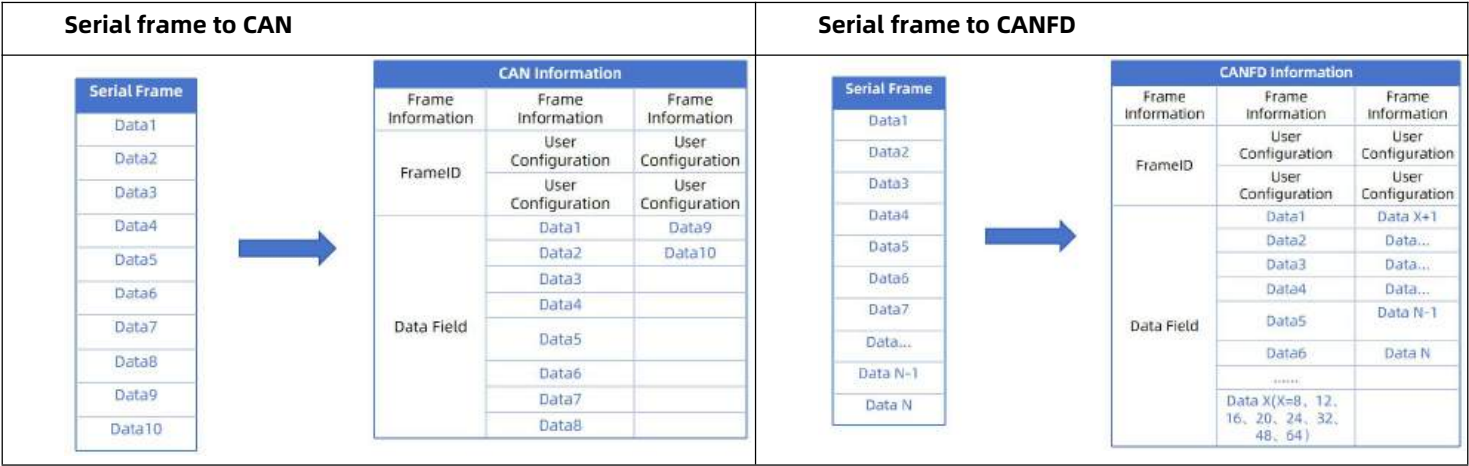 Serial frame to CAN
Serial Frame
Data1
Data2
Data3
Data4
Data5
Data6
Data7
Data8
Data9
Data10
CAN Information
Frame Information Frame Information Frame Information
FrameID User Configuration User Configuration
User Configuration User Configuration
Data Field
Data1 Data9
Data2 Data10
Data3
Data4
Data5
Data6
Data7
Data8
Serial frame to CANFD
Serial Frame
Data1
Data2
Data3
Data4
Data5
Data6
Data7
Data...
Data N-1
Data N
CANFD Information
Frame Information Frame Information Frame Information
FrameID User Configuration User Configuration
User Configuration User Configuration
Data Field
Data1 Data X+1
Data2 Data...
Data3 Data...
Data4 Data...
Data5 Data N-1
Data6 Data N
......
Data X(X=8、12、
16、20、24、32、
48、64)